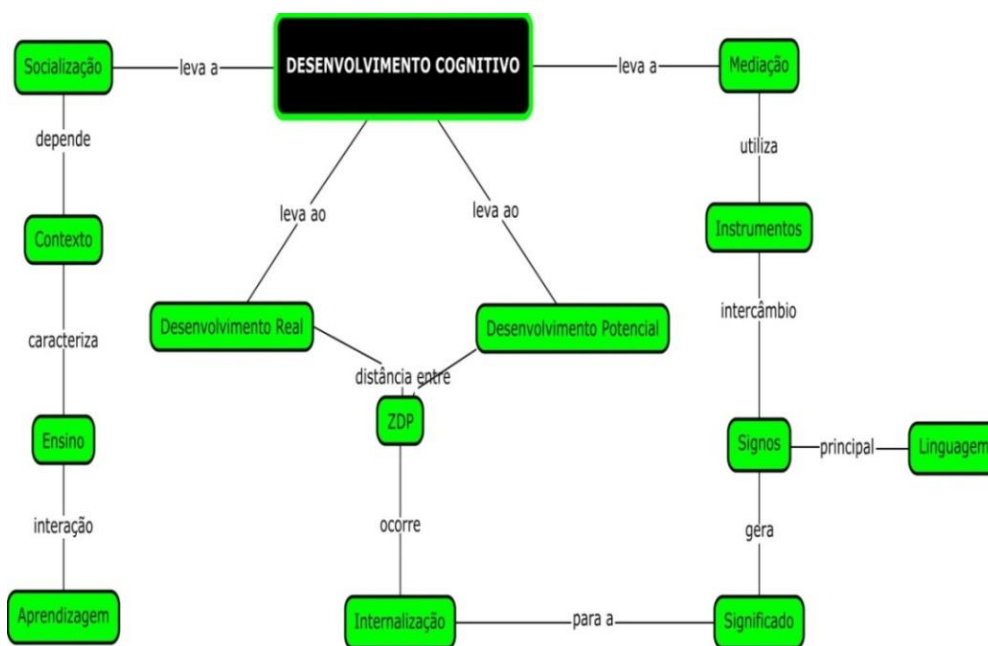 Socialização
leva a
DESENVOLVIMENTO COGNITIVO
leva a
Mediação
depende
utiliza
leva ao
leva ao
Contexto
Instrumentos
caracteriza
intercâmbio
Desenvolvimento Real
Desenvolvimento Potencial
distância entre
ZDP
Ensino
Signos
principal
Linguagem
interação
ocorre
gera
Aprendizagem
Internalização
para a
Significado